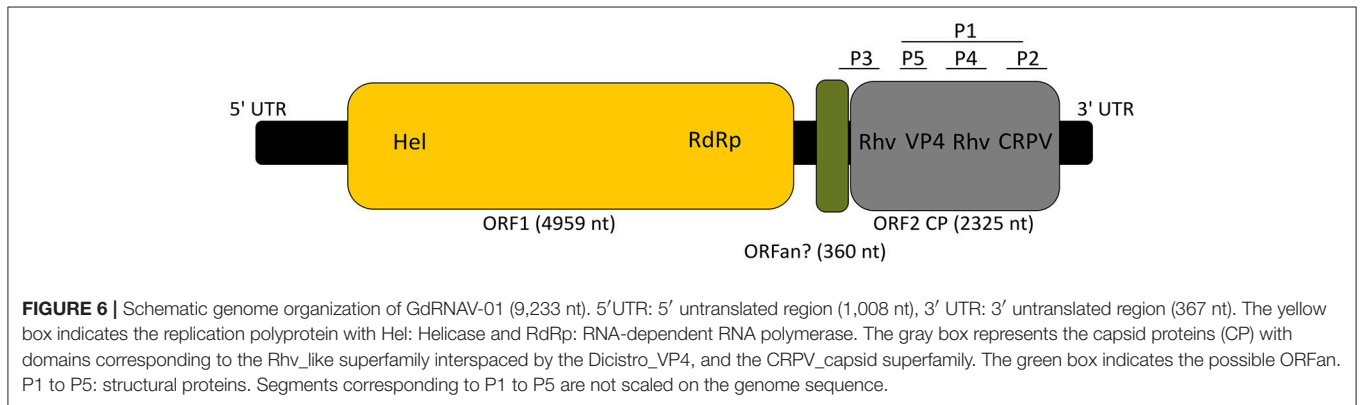 P1
P3 P5 P4 P2
5' UTR 3' UTR
Hel RdRp Rhv VP4 Rhv CRPV
ORF1 (4959 nt) ORF2 CP (2325 nt)
ORFan? (360 nt)
FIGURE 6 | Schematic genome organization of GdRNAV-01 (9,233 nt). 5′UTR: 5′ untranslated region (1,008 nt), 3′ UTR: 3′ untranslated region (367 nt). The yellow
box indicates the replication polyprotein with Hel: Helicase and RdRp: RNA-dependent RNA polymerase. The gray box represents the capsid proteins (CP) with
domains corresponding to the Rhv_like superfamily interspaced by the Dicistro_VP4, and the CRPV_capsid superfamily. The green box indicates the possible ORFan.
P1 to P5: structural proteins. Segments corresponding to P1 to P5 are not scaled on the genome sequence.